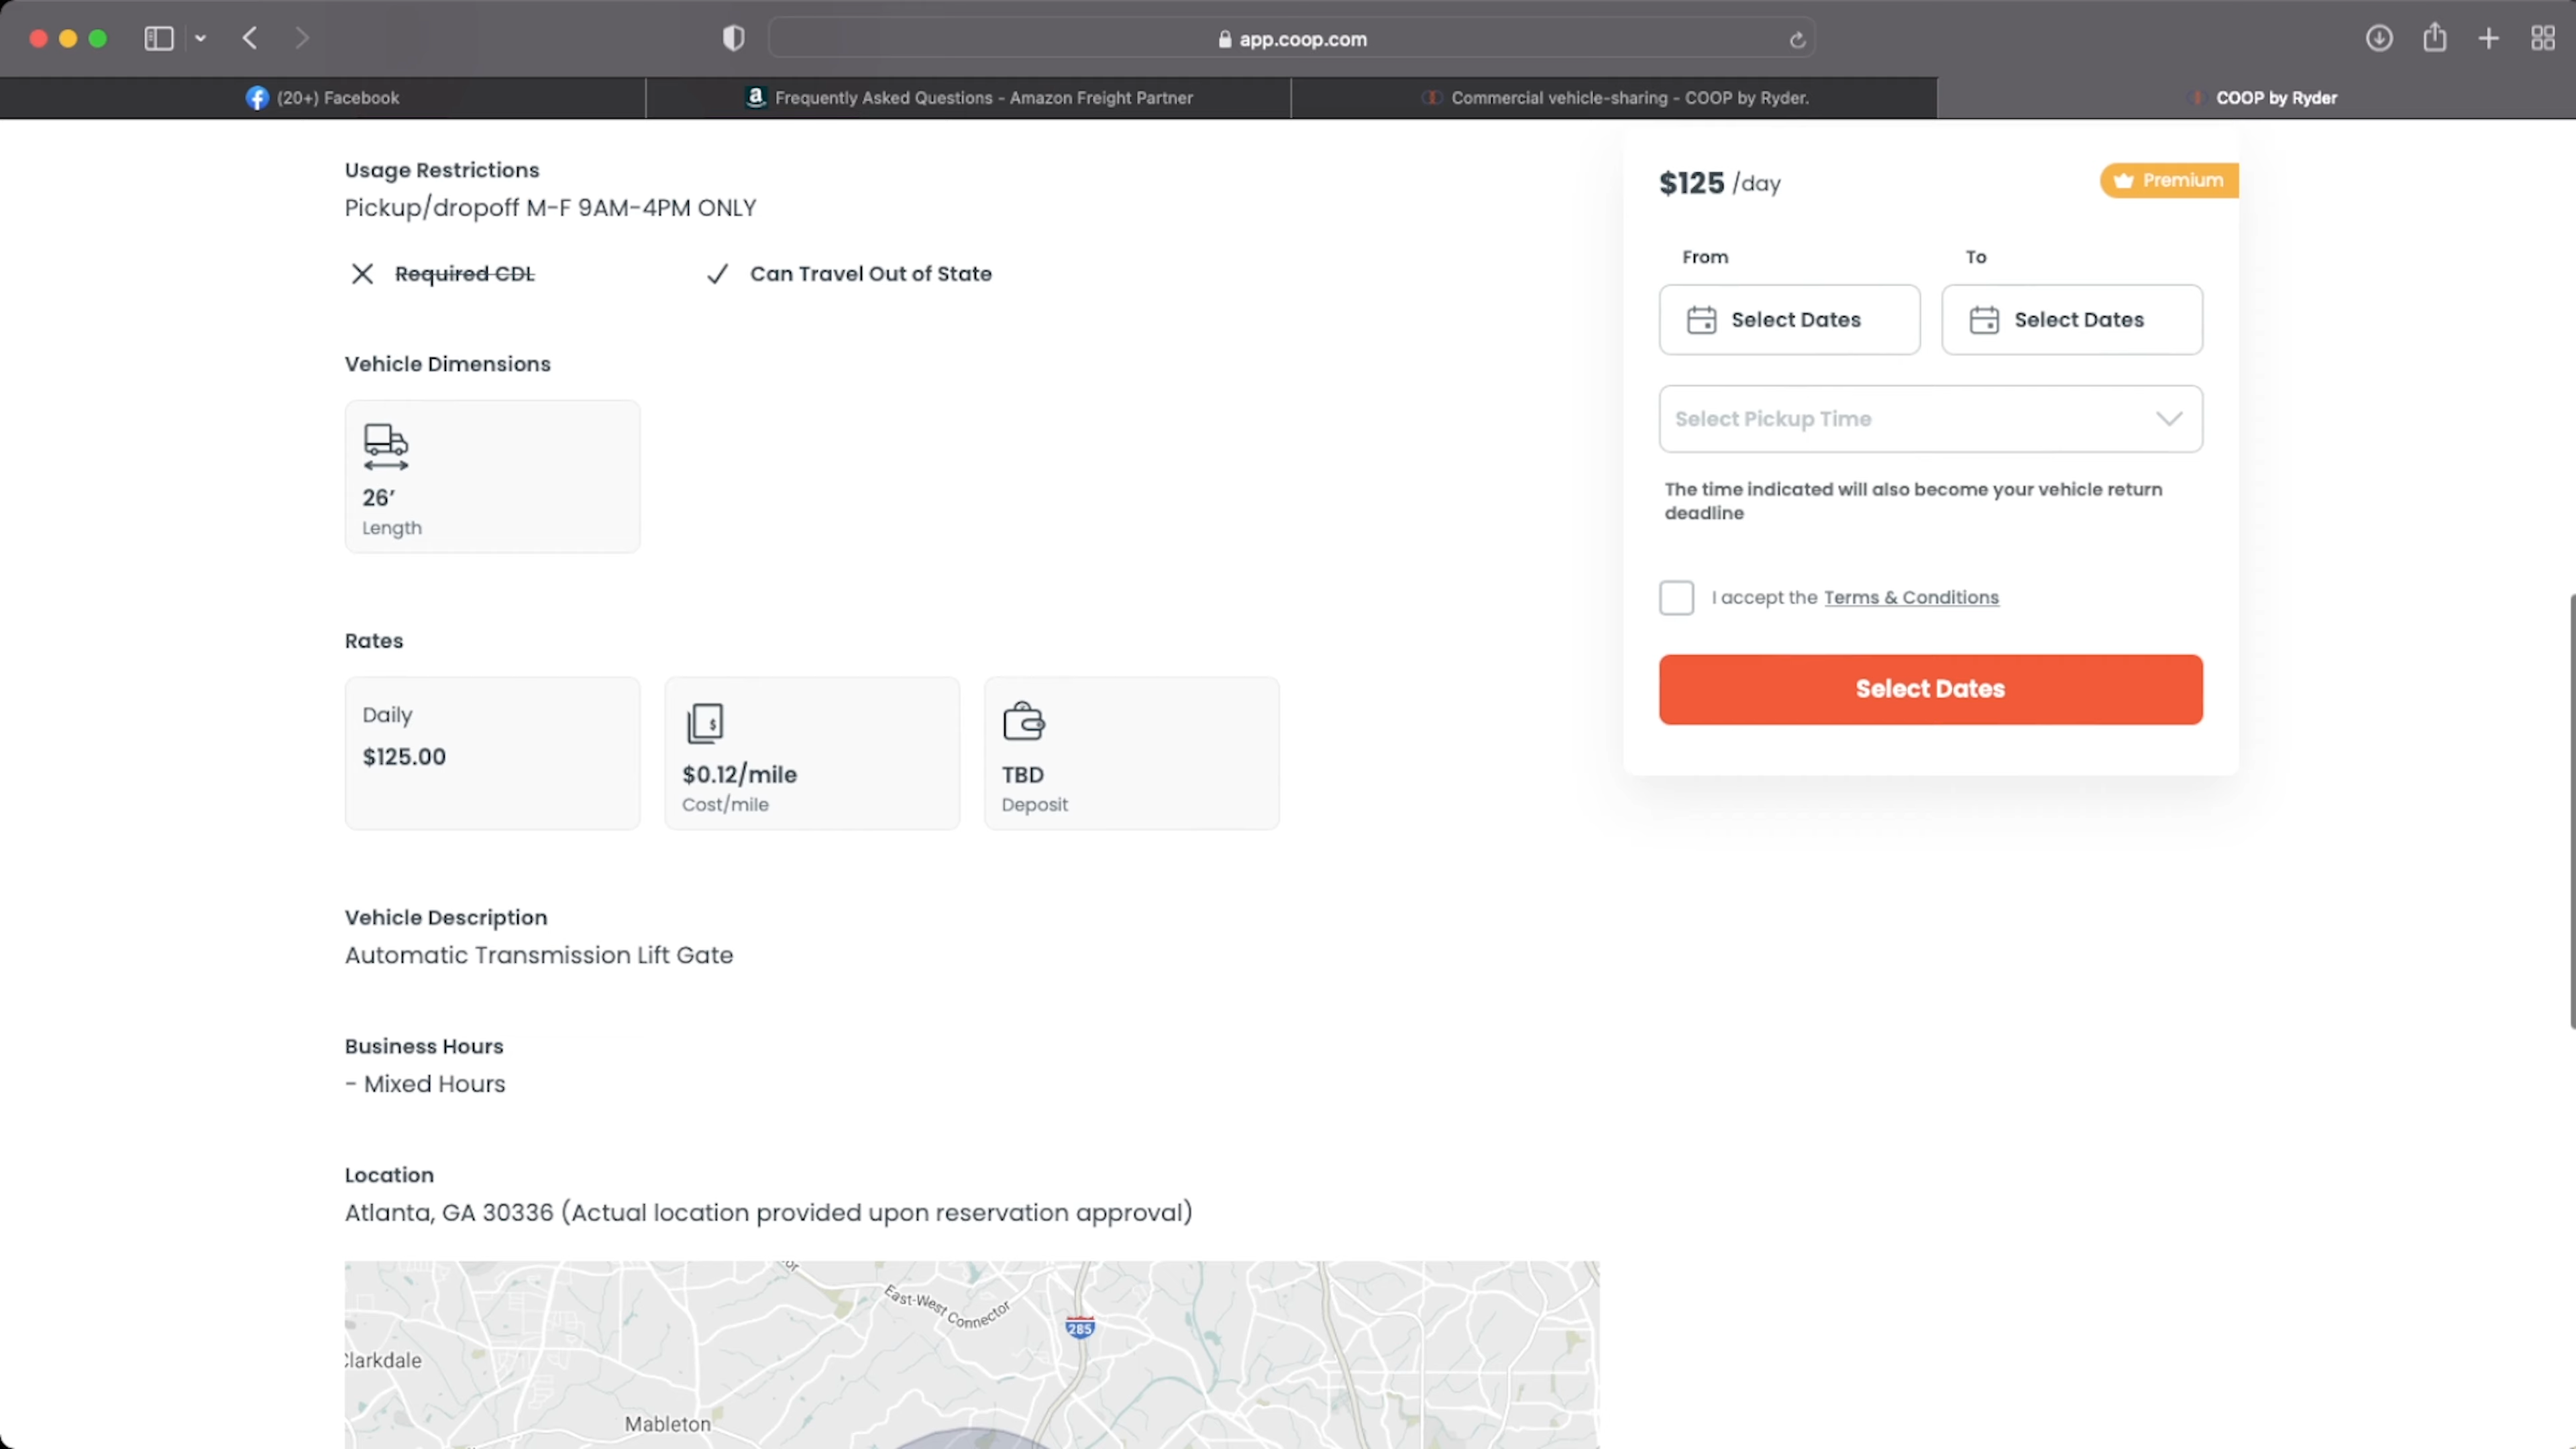 app.coop.com
(20+) Facebook
Frequently Asked Questions - Amazon Freight Partner
Commercial vehicle-sharing - COOP by Ryder.
COOP by Ryder
Usage Restrictions
Pickup/dropoff M-F 9AM-4PM ONLY
Required CDL
Can Travel Out of State
Vehicle Dimensions
26'
Length
Rates
Daily
$125.00
$0.12/mile
Cost/mile
TBD
Deposit
Vehicle Description
Automatic Transmission Lift Gate
Business Hours
- Mixed Hours
Location
Atlanta, GA 30336 (Actual location provided upon reservation approval)
East-West Connector
285
Clarkdale
Mableton
$125 /day
Premium
From
To
Select Dates
Select Dates
Select Pickup Time
The time indicated will also become your vehicle return
deadline
I accept the Terms & Conditions
Select Dates